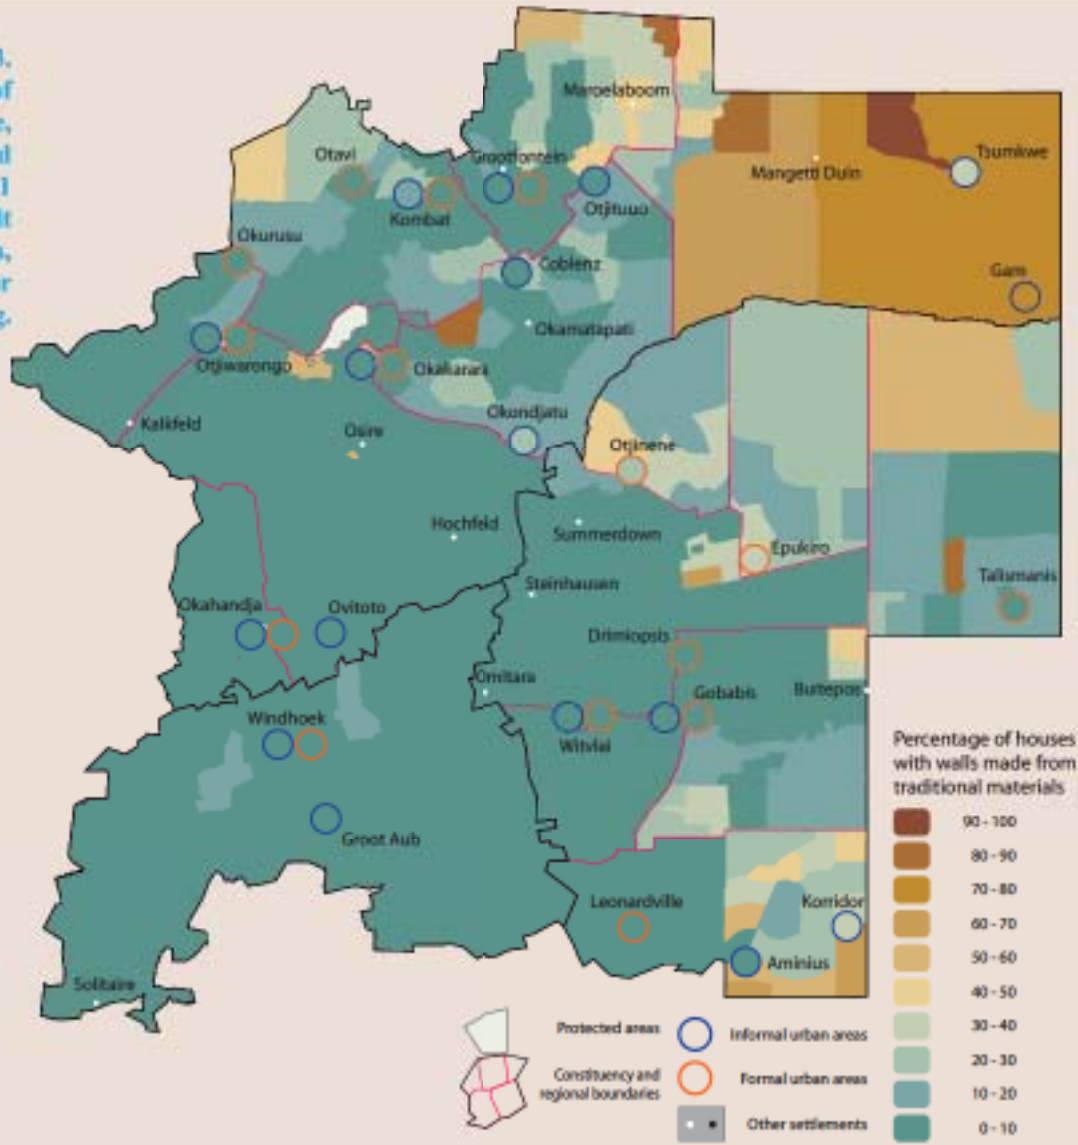 of
Maroelaboom
Otavi
Grootfontein
Tsumkwe
Mangetti Duin
Kombat
Otjituuo
Okurusu
Coblenz
Gam
Okamatapati
Otjiwarongo
Okakarara
Kalkfeld
Osire
Okondjatu
Otjinene
Hochfeld
Summerdown
Epukiro
Steinhausen
Talismanis
Okahandja
Ovitoto
Drimiopsis
Omitara
Gobabis
Buitepos
Windhoek
Witvlei
Groot Aub
Leonardville
Korridor
Aminius
Solitaire
Percentage of houses
with walls made from
traditional materials
90 - 100
80 - 90
70 - 80
60 - 70
50 - 60
40 - 50
30 - 40
20 - 30
10 - 20
0 - 10
Protected areas
Informal urban areas
Constituency and
regional boundaries
Formal urban areas
Other settlements